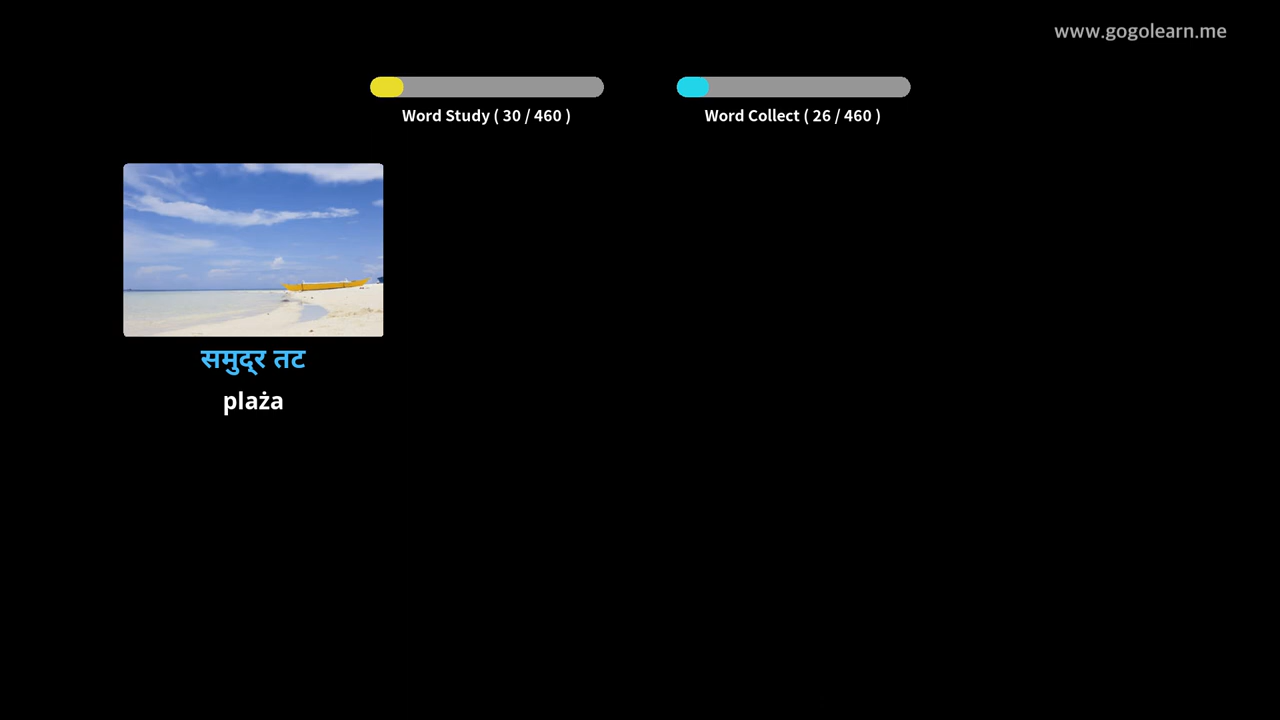 www.gogolearn.me
Word Study ( 30 / 460 )
Word Collect ( 26 / 460 )
समुद्र तट
plaża